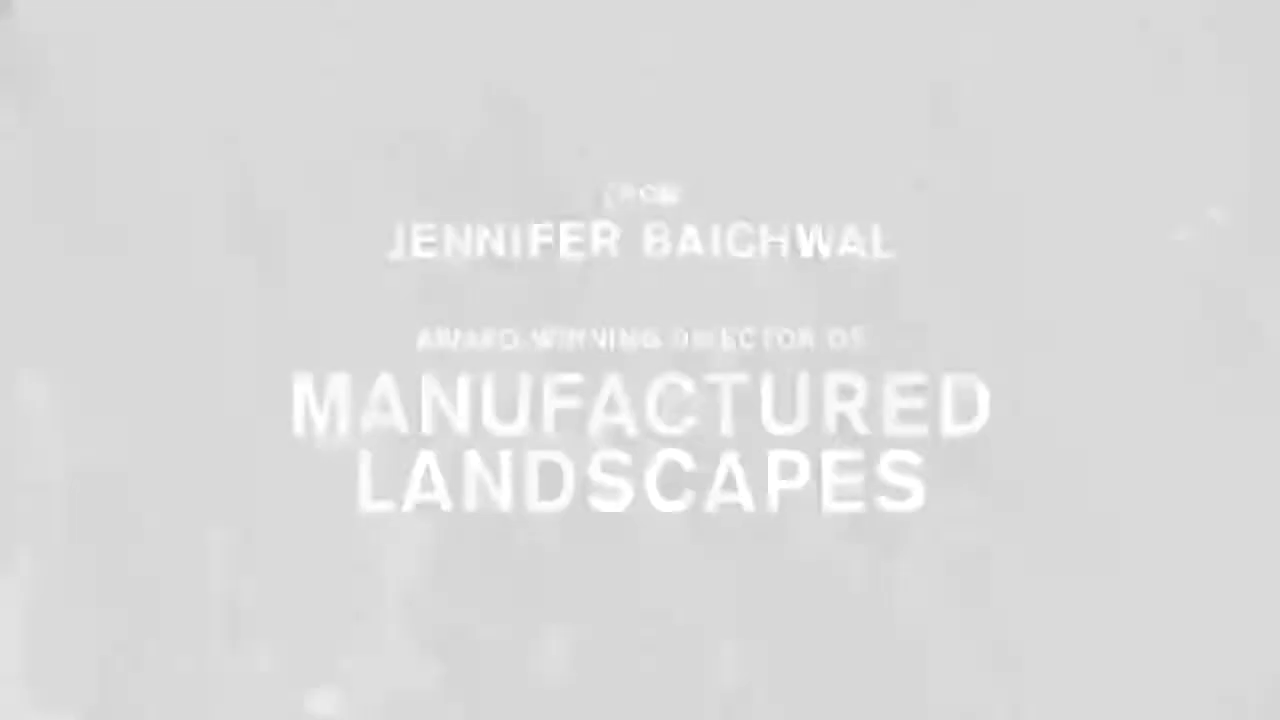 FROM
JENNIFER BAICHWAL
AWARD-WINNING DIRECTOR OF
MANUFACTURED
LANDSCAPES